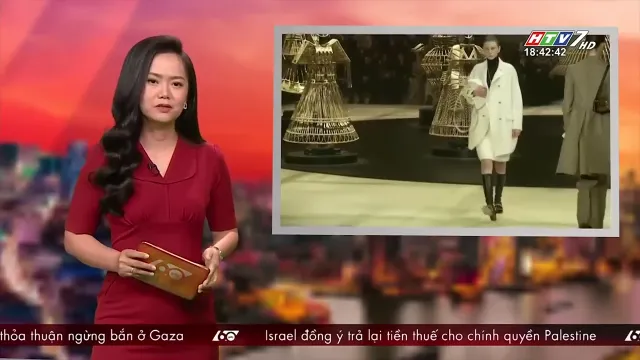 HTV7 HD
18:42:42
thỏa thuận ngừng bắn ở Gaza 60 Israel đồng ý trả lại tiền thuế cho chính quyền Palestine